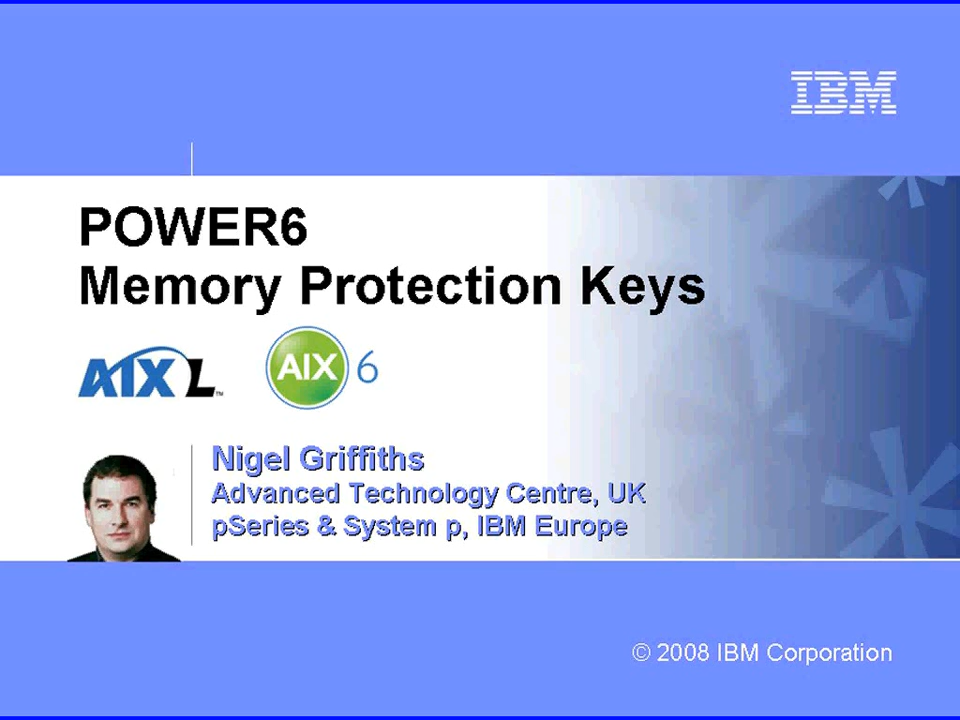 IBM
POWER6
Memory Protection Keys
AIX L™
AIX 6
Nigel Griffiths
Advanced Technology Centre, UK
pSeries & System p, IBM Europe
© 2008 IBM Corporation